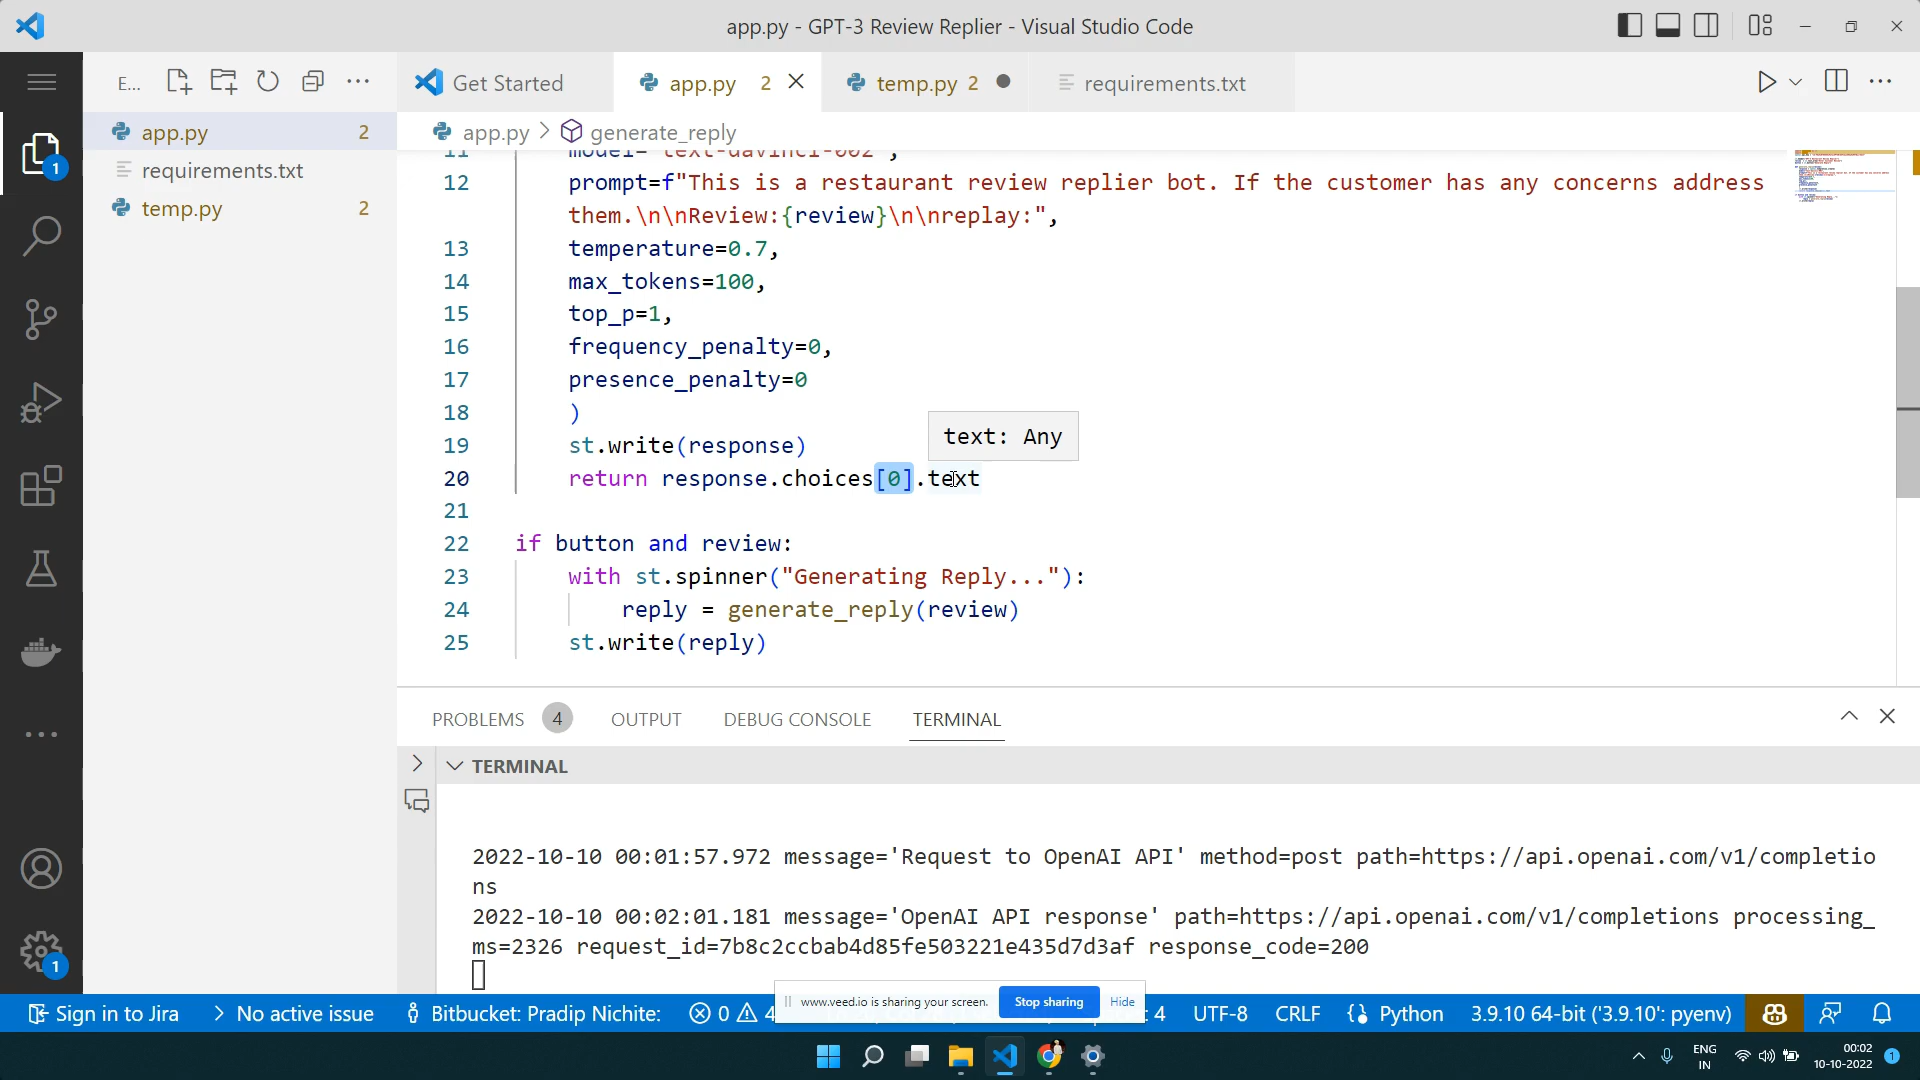 app.py - GPT-3 Review Replier - Visual Studio Code
E...
Get Started
app.py 2
temp.py 2
requirements.txt
app.py 2
requirements.txt
temp.py 2
app.py > generate_reply
11 model="text-davinci-002",
12 prompt=f"This is a restaurant review replier bot. If the customer has any concerns address
them.\n\nReview:{review}\n\nreplay:",
13 temperature=0.7,
14 max_tokens=100,
15 top_p=1,
16 frequency_penalty=0,
17 presence_penalty=0
18 )
text: Any
19 st.write(response)
20 return response.choices[0].text
21
22 if button and review:
23 with st.spinner("Generating Reply..."):
24 reply = generate_reply(review)
25 st.write(reply)
PROBLEMS 4 OUTPUT DEBUG CONSOLE TERMINAL
TERMINAL
2022-10-10 00:01:57.972 message='Request to OpenAI API' method=post path=https://api.openai.com/v1/completio
ns
2022-10-10 00:02:01.181 message='OpenAI API response' path=https://api.openai.com/v1/completions processing_
ms=2326 request_id=7b8c2ccbab4d85fe503221e435d7d3af response_code=200
1
1
www.veed.io is sharing your screen. Stop sharing Hide
Sign in to Jira No active issue Bitbucket: Pradip Nichite: 0 4 4 UTF-8 CRLF Python 3.9.10 64-bit ('3.9.10': pyenv)
ENG
IN
00:02
10-10-2022
1